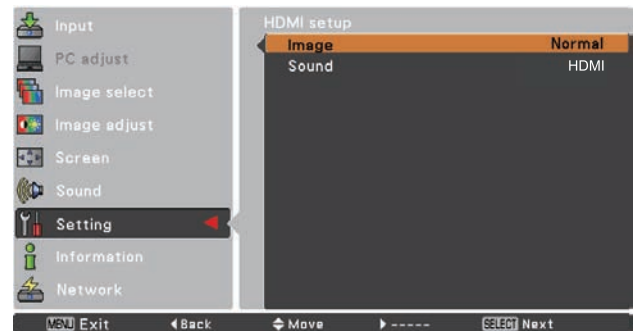 Input
PC adjust
Image select
Image adjust
Screen
Sound
Setting
Information
Network
HDMI setup
Image Normal
Sound HDMI
MENU Exit Back Move ----- SELECT Next